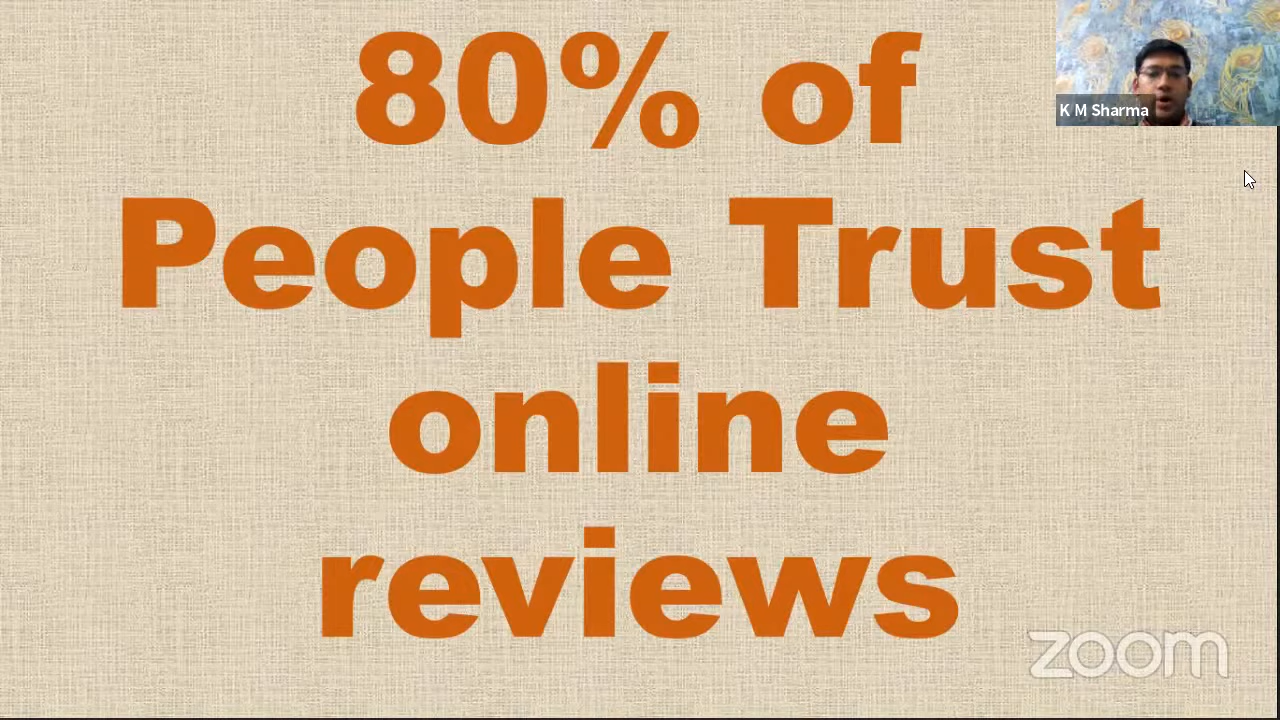 80% of
People Trust
online
reviews
K M Sharma
zoom